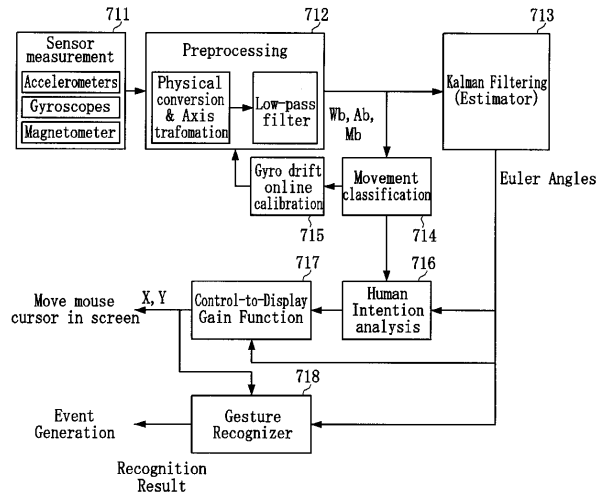 711
712
713
Sensor
measurement
Accelerometers
Gyroscopes
Magnetometer
Preprocessing
Physical
conversion
& Axis
trafomation
Low-pass
filter
Wb, Ab,
Mb
Kalman Filtering
(Estimator)
Gyro drift
online
calibration
715
Movement
classification
714
Euler Angles
717
716
Move mouse
cursor in screen
X, Y
Control-to-Display
Gain Function
Human
Intention
analysis
718
Event
Generation
Gesture
Recognizer
Recognition
Result